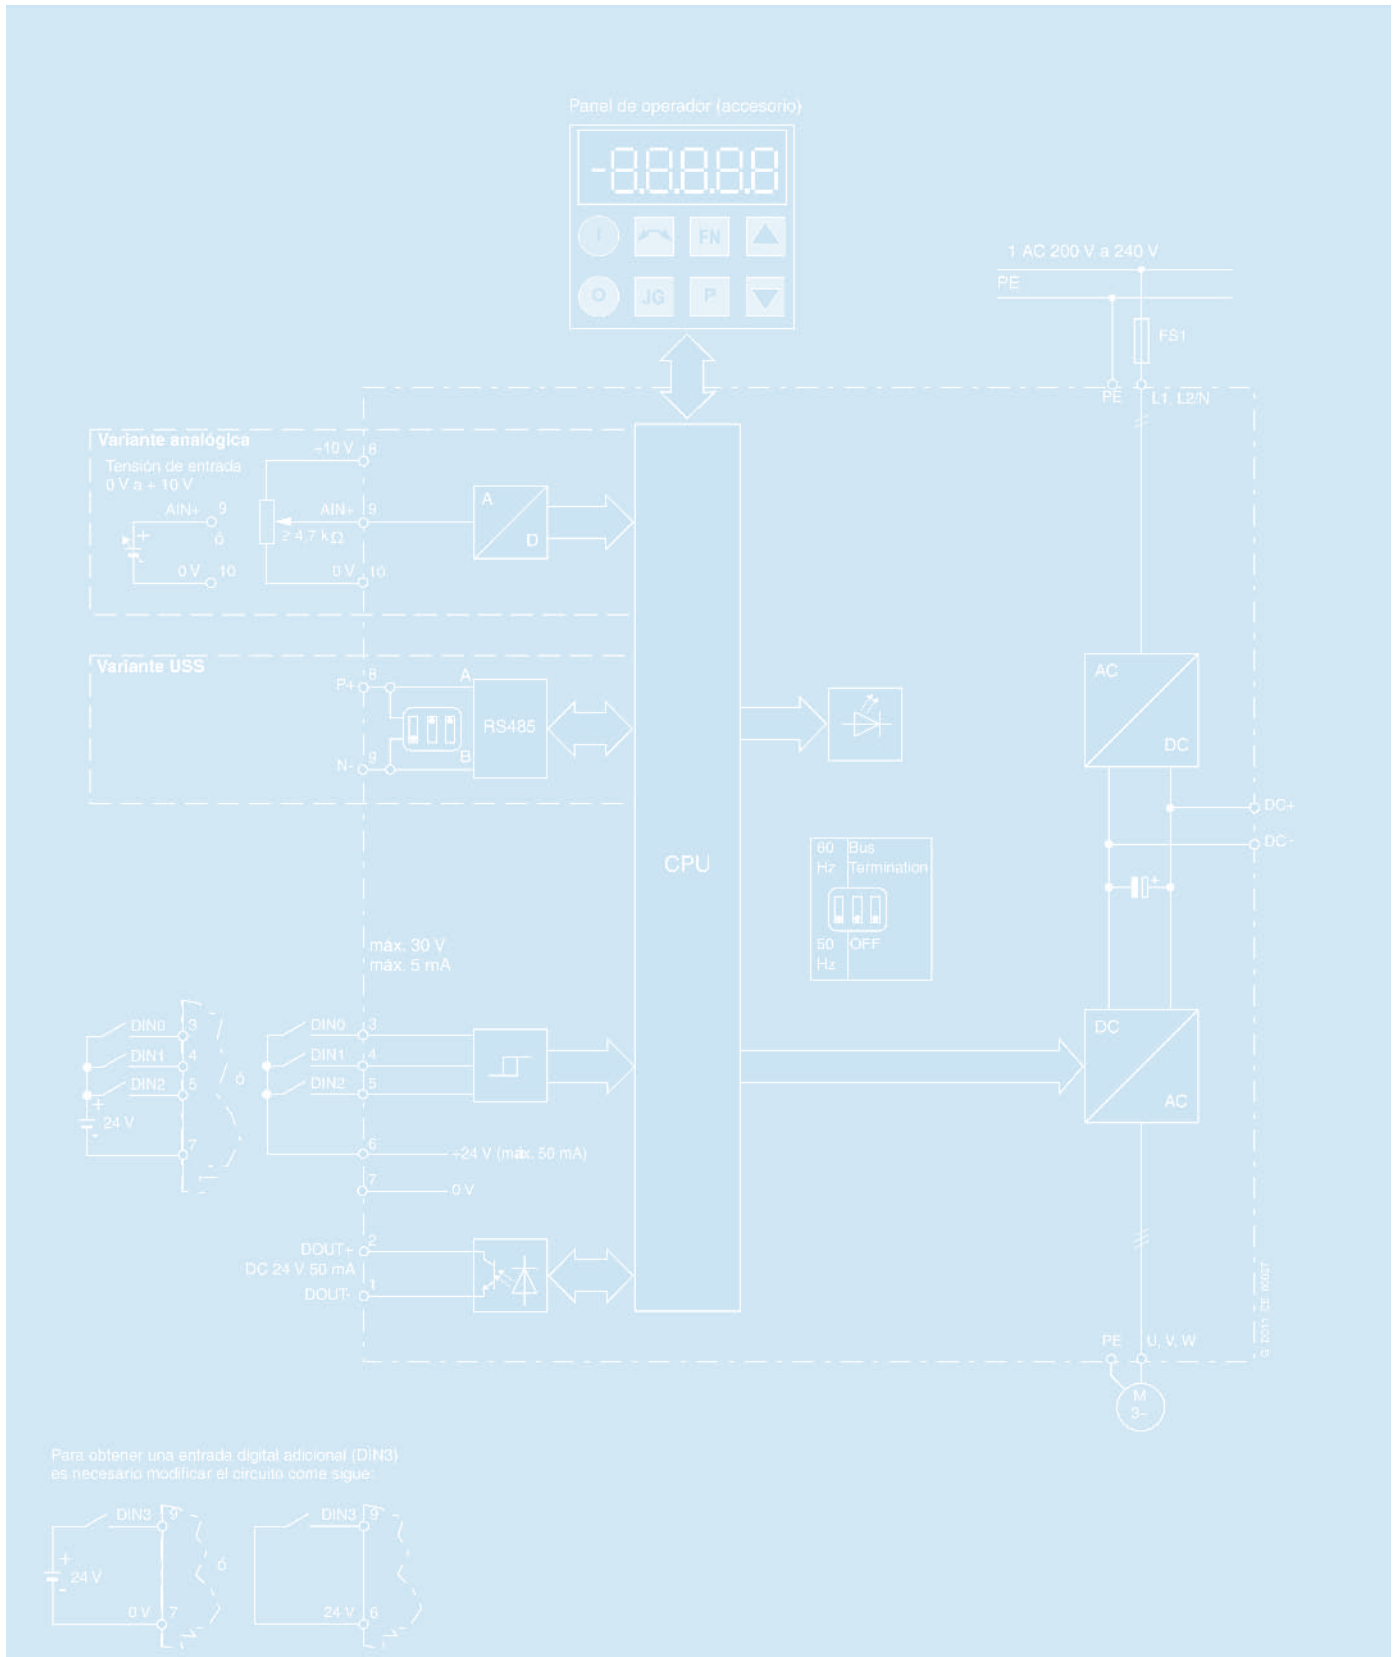 Panel de operador (accesorio)
-8.8.8.8.8
I
FN
O
JG
P
1 AC 200 V a 240 V
PE
FS1
PE
L1, L2/N
Variante analógica
Tensión de entrada
0 V a + 10 V
+10 V
8
AIN+
9
ó
AIN+
9
≥ 4,7 kΩ
+
-
0 V
10
0 V
10
A
D
Variante USS
P+
8
A
RS485
N-
9
B
AC
DC
DC+
DC-
+
CPU
60
Hz
Bus
Termination
50
Hz
OFF
máx. 30 V
máx. 5 mA
DIN0
3
DIN1
4
DIN2
5
+
24 V
-
7
ó
DIN0
3
DIN1
4
DIN2
5
6
+24 V (máx. 50 mA)
7
0 V
DC
AC
DOUT+
2
DC 24 V 50 mA
DOUT-
1
PE
U, V, W
M
3~
Para obtener una entrada digital adicional (DIN3)
es necesario modificar el circuito como sigue:
DIN3
9
+
24 V
-
0 V
7
ó
DIN3
9
24 V
6